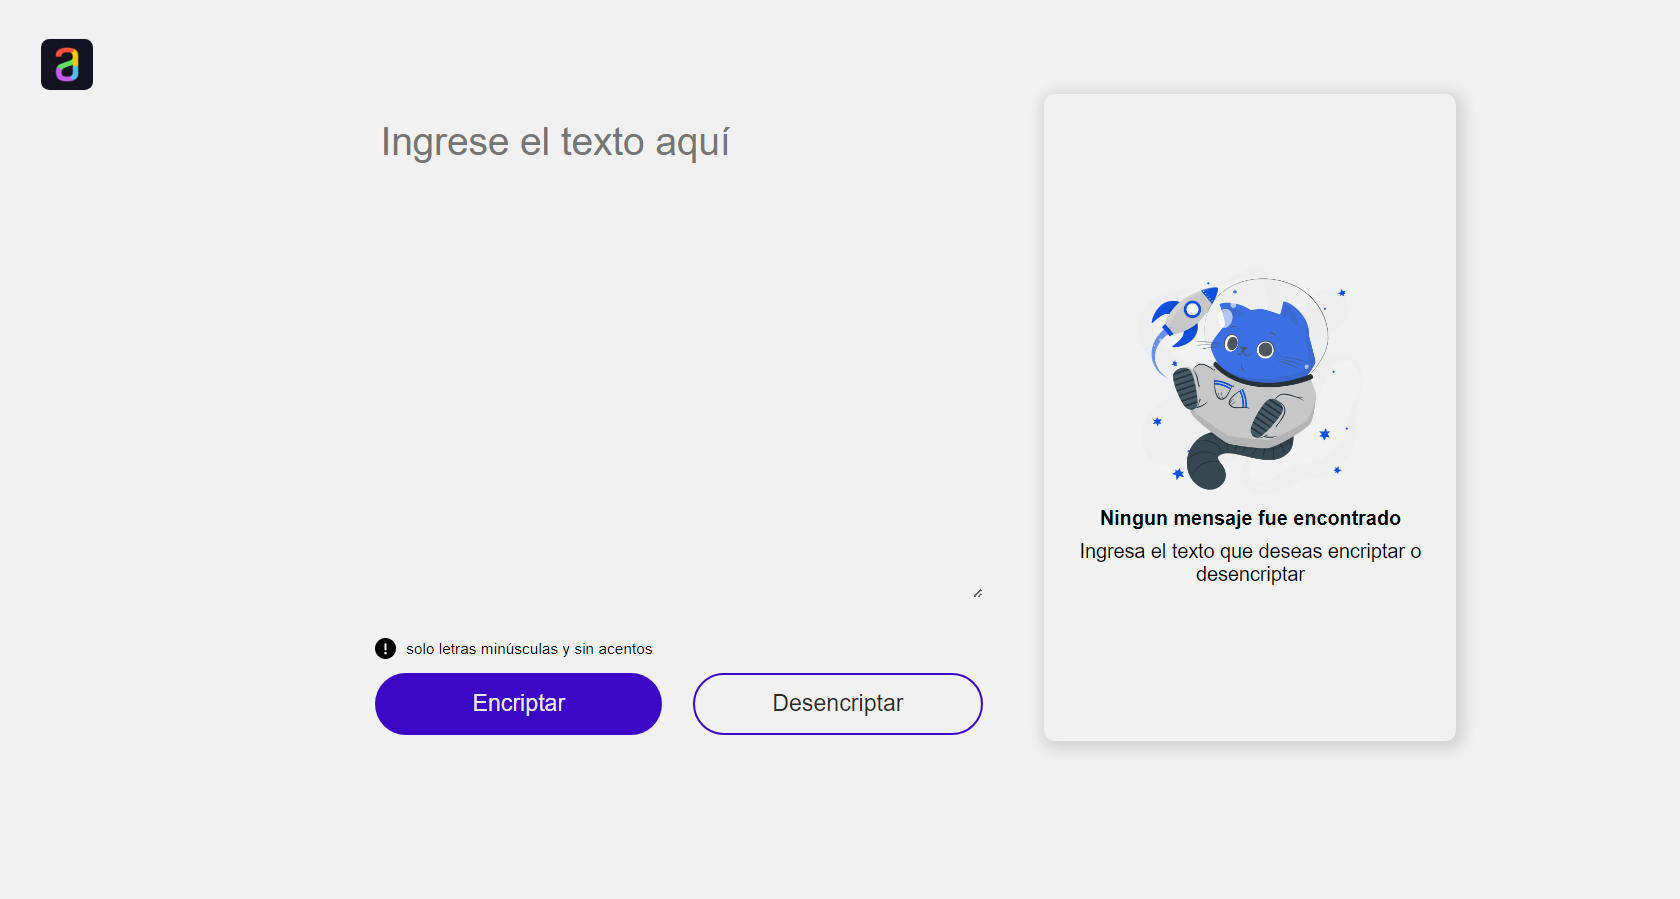 a
Ingrese el texto aquí
Ningun mensaje fue encontrado
Ingresa el texto que deseas encriptar o
desencriptar
! solo letras minúsculas y sin acentos
Encriptar
Desencriptar